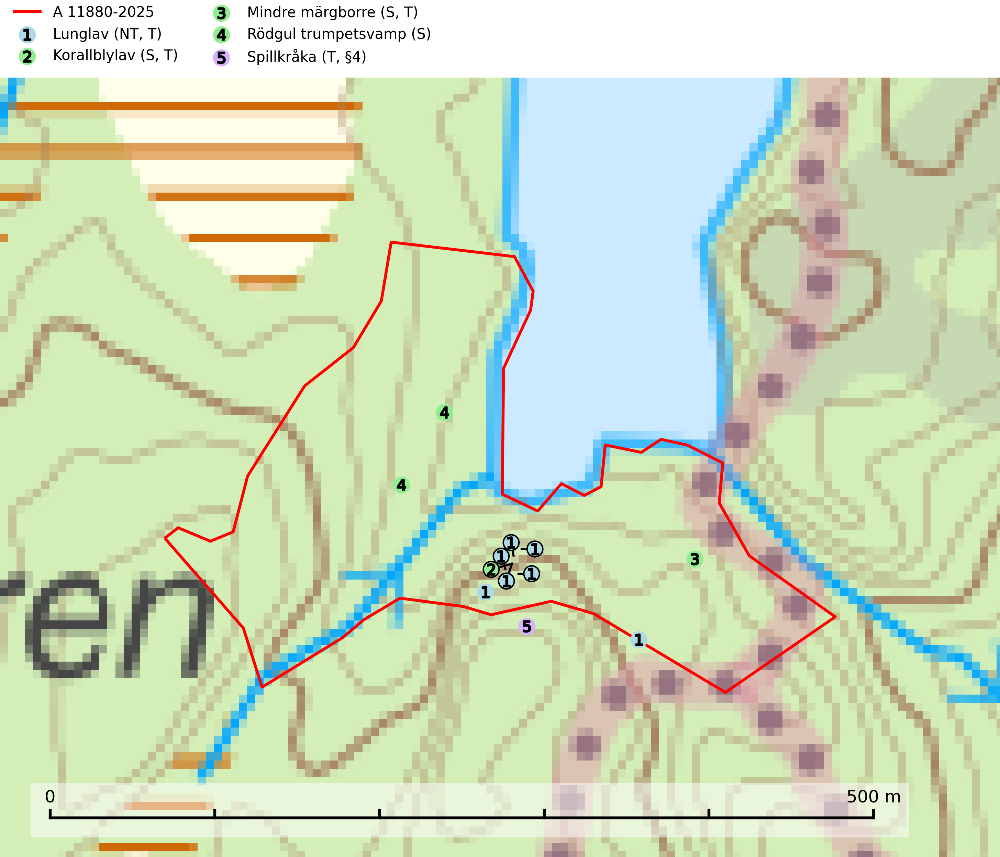 A 11880-2025
1 Lunglav (NT, T)
2 Korallblylav (S, T)
3 Mindre märgborre (S, T)
4 Rödgul trumpetsvamp (S)
5 Spillkråka (T, §4)
4
4
1
1
1
3
2
1
1
1
5
1
en
0
500 m